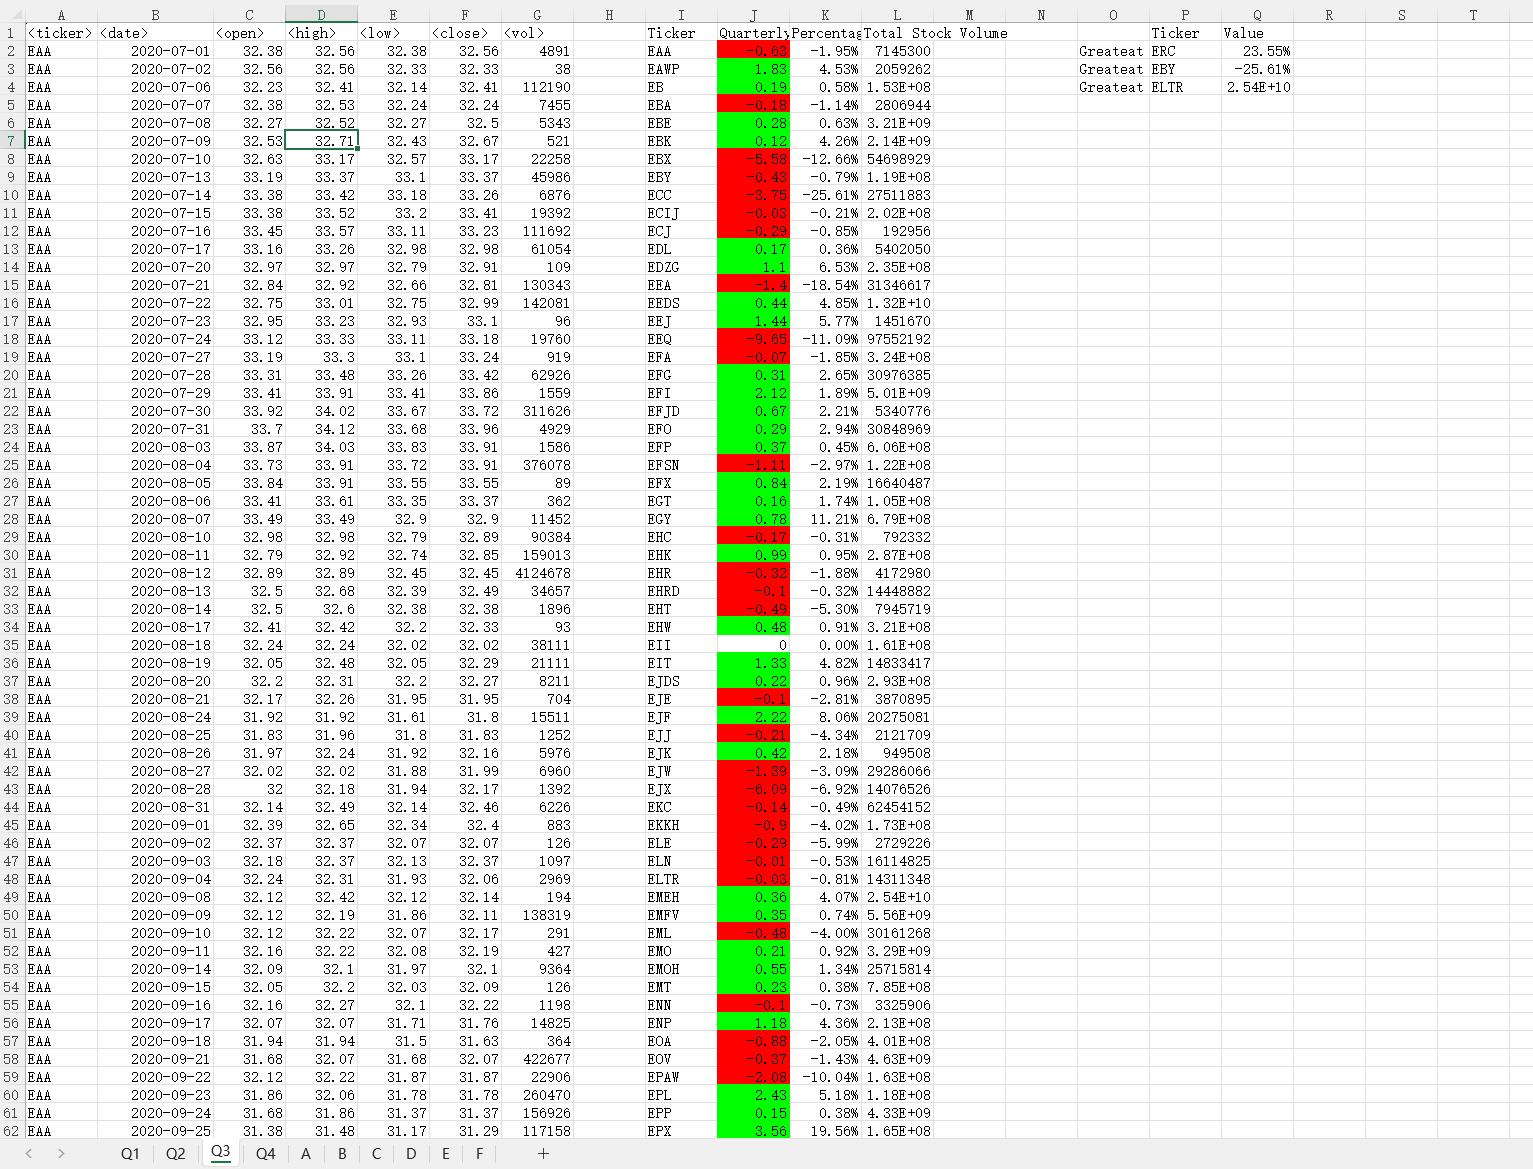 A B C D E F G H I J K L M N O P Q R S T
1 <ticker> <date> <open> <high> <low> <close> <vol> Ticker Quarterly Percentag Total Stock Volume Ticker Value
2 EAA 2020-07-01 32.38 32.56 32.38 32.56 4891 EAA -0.63 -1.95% 7145300 Greateat ERC 23.55%
3 EAA 2020-07-02 32.56 32.56 32.33 32.33 38 EAWP 1.83 4.53% 2059262 Greateat EBY -25.61%
4 EAA 2020-07-06 32.23 32.41 32.14 32.41 112190 EB 0.19 0.58% 1.53E+08 Greateat ELTR 2.54E+10
5 EAA 2020-07-07 32.38 32.53 32.24 32.24 7455 EBA -0.18 -1.14% 2806944
6 EAA 2020-07-08 32.27 32.52 32.27 32.5 5343 EBE 0.28 0.63% 3.21E+09
7 EAA 2020-07-09 32.53 32.71 32.43 32.67 521 EBK 0.12 4.26% 2.14E+09
8 EAA 2020-07-10 32.63 33.17 32.57 33.17 22258 EBX -5.58 -12.66% 54698929
9 EAA 2020-07-13 33.19 33.37 33.1 33.37 45986 EBY -0.43 -0.79% 1.19E+08
10 EAA 2020-07-14 33.38 33.42 33.18 33.26 6876 ECC -3.75 -25.61% 27511883
11 EAA 2020-07-15 33.38 33.52 33.2 33.41 19392 ECIJ -0.03 -0.21% 2.02E+08
12 EAA 2020-07-16 33.45 33.57 33.11 33.23 111692 ECJ -0.29 -0.85% 192956
13 EAA 2020-07-17 33.16 33.26 32.98 32.98 61054 EDL 0.17 0.36% 5402050
14 EAA 2020-07-20 32.97 32.97 32.79 32.91 109 EDZG 1.1 6.53% 2.35E+08
15 EAA 2020-07-21 32.84 32.92 32.66 32.81 130343 EEA -1.4 -18.54% 31346617
16 EAA 2020-07-22 32.75 33.01 32.75 32.99 142081 EEDS 0.44 4.85% 1.32E+10
17 EAA 2020-07-23 32.95 33.23 32.93 33.1 96 EEJ 1.44 5.77% 1451670
18 EAA 2020-07-24 33.12 33.33 33.11 33.18 19760 EEQ -9.65 -11.09% 97552192
19 EAA 2020-07-27 33.19 33.3 33.1 33.24 919 EFA -0.07 -1.85% 3.24E+08
20 EAA 2020-07-28 33.31 33.48 33.26 33.42 62926 EFG 0.31 2.65% 30976385
21 EAA 2020-07-29 33.41 33.91 33.41 33.86 1559 EFI 2.12 1.89% 5.01E+09
22 EAA 2020-07-30 33.92 34.02 33.67 33.72 311626 EFJD 0.67 2.21% 5340776
23 EAA 2020-07-31 33.7 34.12 33.68 33.96 4929 EFO 0.29 2.94% 30848969
24 EAA 2020-08-03 33.87 34.03 33.83 33.91 1586 EFP 0.37 0.45% 6.06E+08
25 EAA 2020-08-04 33.73 33.91 33.72 33.91 376078 EFSN -1.11 -2.97% 1.22E+08
26 EAA 2020-08-05 33.84 33.91 33.55 33.55 89 EFX 0.84 2.19% 16640487
27 EAA 2020-08-06 33.41 33.61 33.35 33.37 362 EGT 0.16 1.74% 1.05E+08
28 EAA 2020-08-07 33.49 33.49 32.9 32.9 11452 EGY 0.78 11.21% 6.79E+08
29 EAA 2020-08-10 32.98 32.98 32.79 32.89 90384 EHC -0.17 -0.31% 792332
30 EAA 2020-08-11 32.79 32.92 32.74 32.85 159013 EHK 0.99 0.95% 2.87E+08
31 EAA 2020-08-12 32.89 32.89 32.45 32.45 4124678 EHR -0.32 -1.88% 4172980
32 EAA 2020-08-13 32.5 32.68 32.39 32.49 34657 EHRD -0.1 -0.32% 14448882
33 EAA 2020-08-14 32.5 32.6 32.38 32.38 1896 EHT -0.49 -5.30% 7945719
34 EAA 2020-08-17 32.41 32.42 32.2 32.33 93 EHW 0.48 0.91% 3.21E+08
35 EAA 2020-08-18 32.24 32.24 32.02 32.02 38111 EII 0 0.00% 1.61E+08
36 EAA 2020-08-19 32.05 32.48 32.05 32.29 21111 EIT 1.33 4.82% 14833417
37 EAA 2020-08-20 32.2 32.31 32.2 32.27 8211 EJDS 0.22 0.96% 2.93E+08
38 EAA 2020-08-21 32.17 32.26 31.95 31.95 704 EJE -0.1 -2.81% 3870895
39 EAA 2020-08-24 31.92 31.92 31.61 31.8 15511 EJF 2.22 8.06% 20275081
40 EAA 2020-08-25 31.83 31.96 31.8 31.83 1252 EJJ -0.21 -4.34% 2121709
41 EAA 2020-08-26 31.97 32.24 31.92 32.16 5976 EJK 0.42 2.18% 949508
42 EAA 2020-08-27 32.02 32.02 31.88 31.99 6960 EJW -1.39 -3.09% 29286066
43 EAA 2020-08-28 32 32.18 31.94 32.17 1392 EJX -6.09 -6.92% 14076526
44 EAA 2020-08-31 32.14 32.49 32.14 32.46 6226 EKC -0.14 -0.49% 62454152
45 EAA 2020-09-01 32.39 32.65 32.34 32.4 883 EKKH -0.9 -4.02% 1.73E+08
46 EAA 2020-09-02 32.37 32.37 32.07 32.07 126 ELE -0.29 -5.99% 2729226
47 EAA 2020-09-03 32.18 32.37 32.13 32.37 1097 ELN -0.01 -0.53% 16114825
48 EAA 2020-09-04 32.24 32.31 31.93 32.06 2969 ELTR -0.03 -0.81% 14311348
49 EAA 2020-09-08 32.12 32.42 32.12 32.14 194 EMEH 0.36 4.07% 2.54E+10
50 EAA 2020-09-09 32.12 32.19 31.86 32.11 138319 EMFV 0.35 0.74% 5.56E+09
51 EAA 2020-09-10 32.12 32.22 32.07 32.17 291 EML -0.48 -4.00% 30161268
52 EAA 2020-09-11 32.16 32.22 32.08 32.19 427 EMO 0.21 0.92% 3.29E+09
53 EAA 2020-09-14 32.09 32.1 31.97 32.1 9364 EMOH 0.55 1.34% 25715814
54 EAA 2020-09-15 32.05 32.2 32.03 32.09 126 EMT 0.23 0.38% 7.85E+08
55 EAA 2020-09-16 32.16 32.27 32.1 32.22 1198 ENN -0.1 -0.73% 3325906
56 EAA 2020-09-17 32.07 32.07 31.71 31.76 14825 ENP 1.18 4.36% 2.13E+08
57 EAA 2020-09-18 31.94 31.94 31.5 31.63 364 EOA -0.88 -2.05% 4.01E+08
58 EAA 2020-09-21 31.68 32.07 31.68 32.07 422677 EOV -0.37 -1.43% 4.63E+09
59 EAA 2020-09-22 32.12 32.22 31.87 31.87 22906 EPAW -2.08 -10.04% 1.63E+08
60 EAA 2020-09-23 31.86 32.06 31.78 31.78 260470 EPL 2.43 5.18% 1.18E+08
61 EAA 2020-09-24 31.68 31.86 31.37 31.37 156926 EPP 0.15 0.38% 4.33E+09
62 EAA 2020-09-25 31.38 31.48 31.17 31.29 117158 EPX 3.56 19.56% 1.65E+08
Q1 Q2 Q3 Q4 A B C D E F